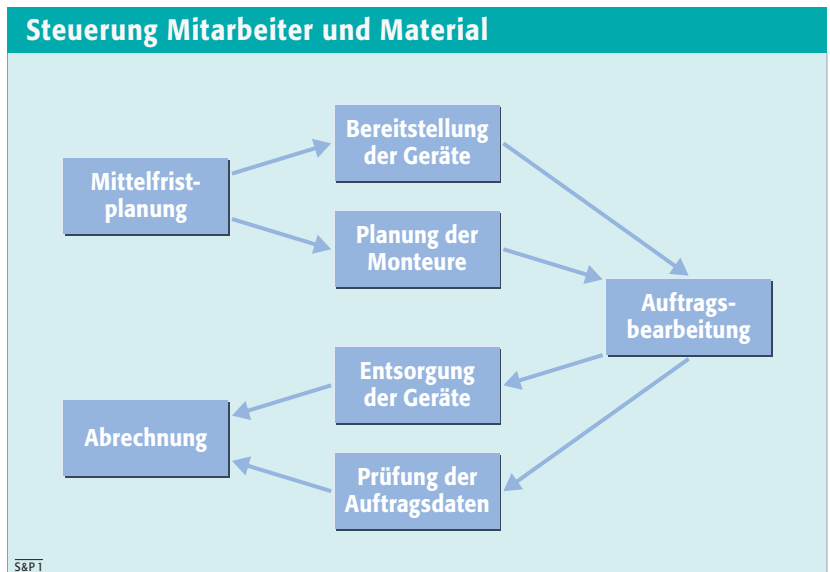 Steuerung Mitarbeiter und Material
Bereitstellung
der Geräte
Mittelfrist-
planung
Planung der
Monteure
Auftrags-
bearbeitung
Entsorgung
der Geräte
Abrechnung
Prüfung der
Auftragsdaten
S&P 1